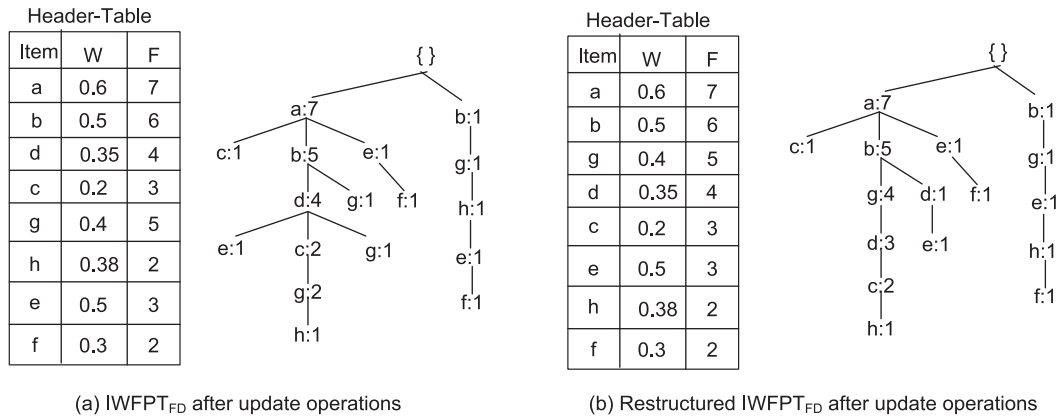 Header-Table
Item W F
a 0.6 7
b 0.5 6
d 0.35 4
c 0.2 3
g 0.4 5
h 0.38 2
e 0.5 3
f 0.3 2
{ }
a:7 b:1
c:1 b:5 e:1 g:1
d:4 g:1 f:1 h:1
e:1 c:2 g:1 e:1
g:2 f:1
h:1
(a) IWFPT_FD after update operations
Header-Table
Item W F
a 0.6 7
b 0.5 6
g 0.4 5
d 0.35 4
c 0.2 3
e 0.5 3
h 0.38 2
f 0.3 2
{ }
a:7 b:1
c:1 b:5 e:1 g:1
g:4 d:1 f:1 e:1
d:3 e:1 h:1
c:2 f:1
h:1
(b) Restructured IWFPT_FD after update operations